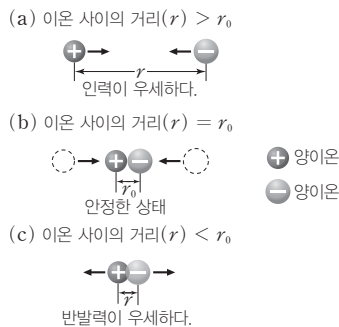 (a) 이온 사이의 거리(r) > r₀
+ −
r
인력이 우세하다.
(b) 이온 사이의 거리(r) = r₀
+ −
r₀
안정한 상태
+ 양이온
− 양이온
(c) 이온 사이의 거리(r) < r₀
+ −
r
반발력이 우세하다.